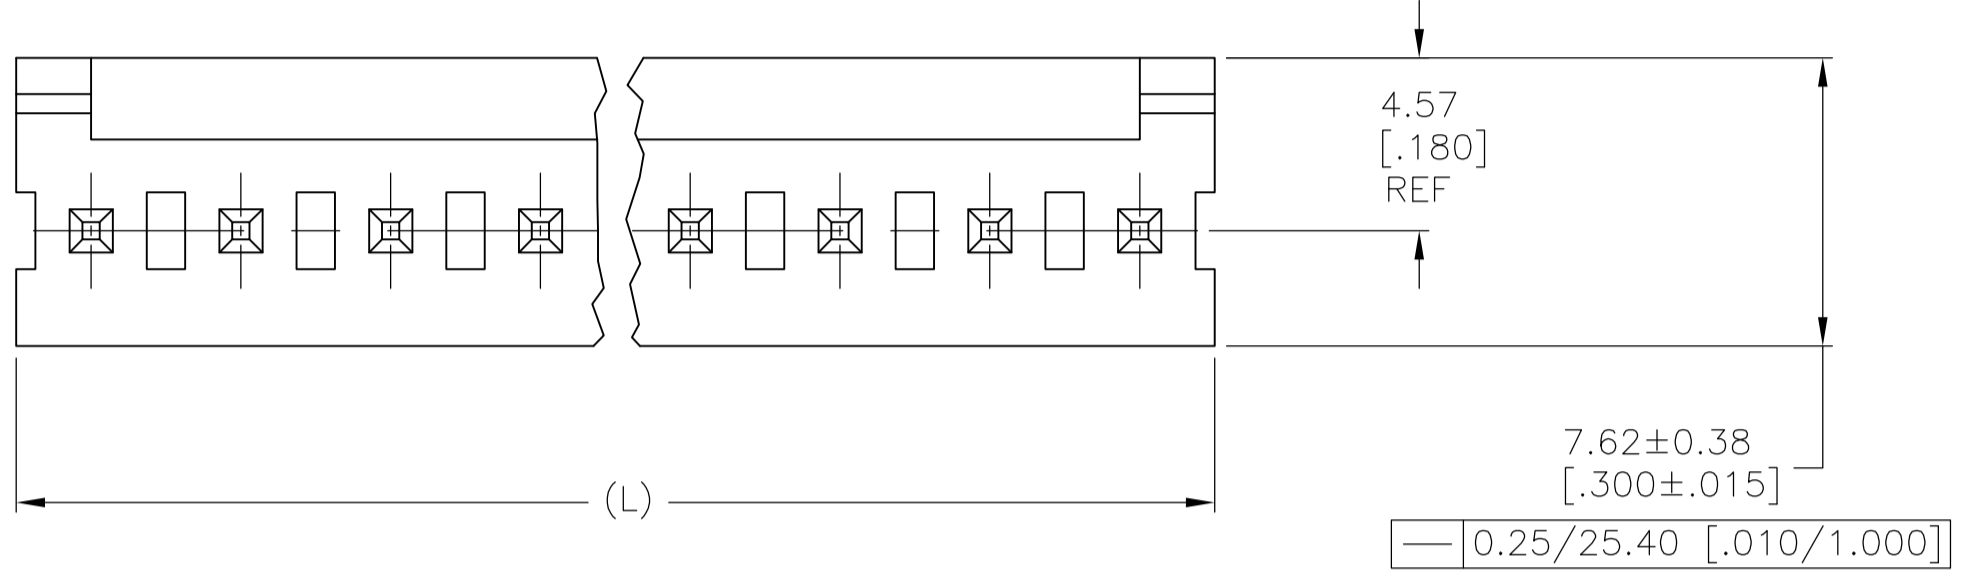 4.57
[.180]
REF
7.62±0.38
[.300±.015]
(L)
— 0.25/25.40 [.010/1.000]